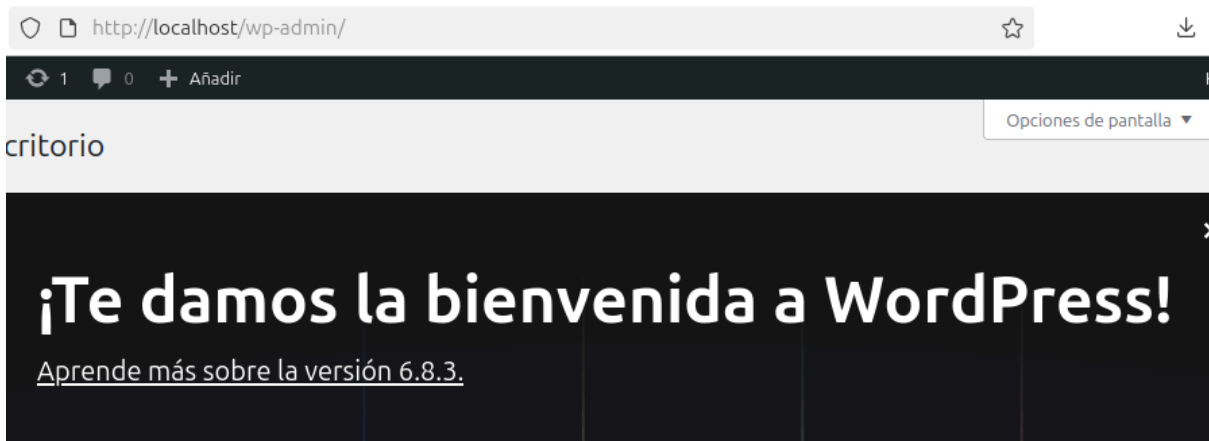 http://localhost/wp-admin/
1 0 + Añadir
Opciones de pantalla ▼
critorio
¡Te damos la bienvenida a WordPress!
Aprende más sobre la versión 6.8.3.